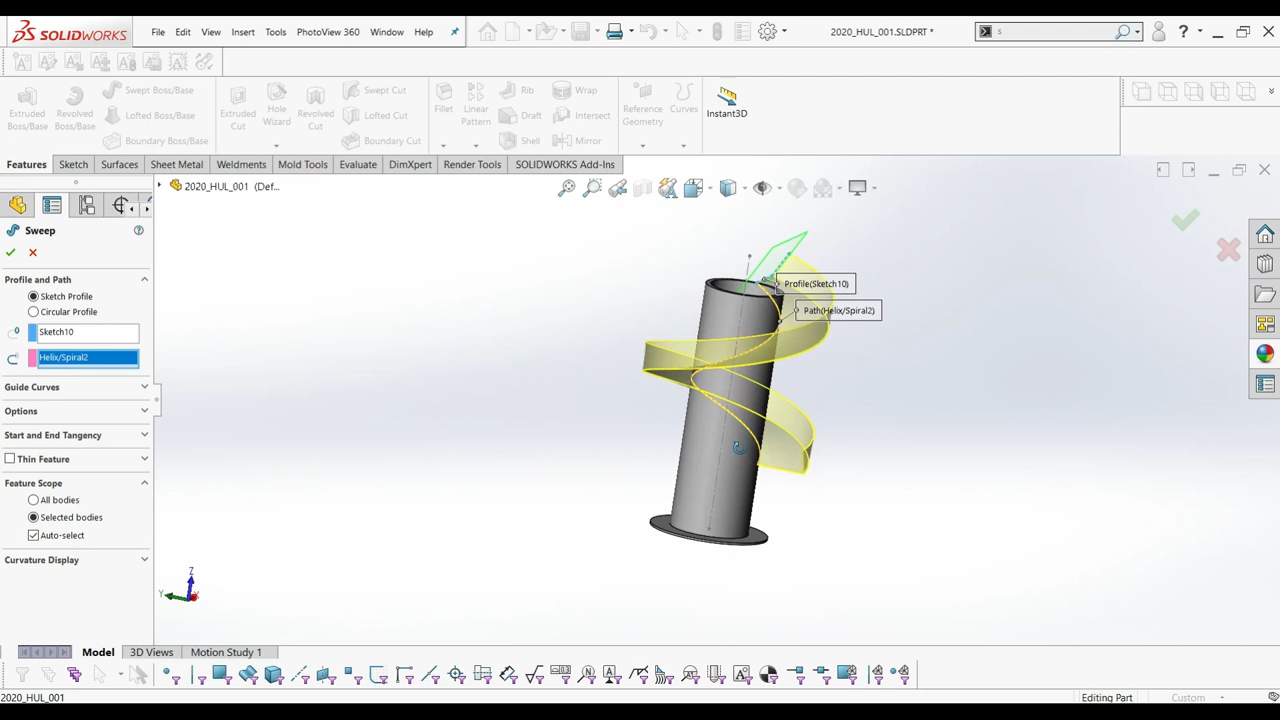 SOLIDWORKS File Edit View Insert Tools PhotoView 360 Window Help 2020_HUL_001.SLDPRT * s ?
Extruded Boss/Base
Revolved Boss/Base
Swept Boss/Base
Lofted Boss/Base
Boundary Boss/Base
Extruded Cut
Hole Wizard
Revolved Cut
Swept Cut
Lofted Cut
Boundary Cut
Fillet
Linear Pattern
Rib
Draft
Shell
Wrap
Intersect
Mirror
Reference Geometry
Curves
Instant3D
Features Sketch Surfaces Sheet Metal Weldments Mold Tools Evaluate DimXpert Render Tools SOLIDWORKS Add-Ins
2020_HUL_001 (Def...
Sweep
Profile and Path
Sketch Profile
Circular Profile
Sketch10
Helix/Spiral2
Guide Curves
Options
Start and End Tangency
Thin Feature
Feature Scope
All bodies
Selected bodies
Auto-select
Curvature Display
Profile(Sketch10)
Path(Helix/Spiral2)
Z
Y
X
Model 3D Views Motion Study 1
2020_HUL_001 Editing Part Custom